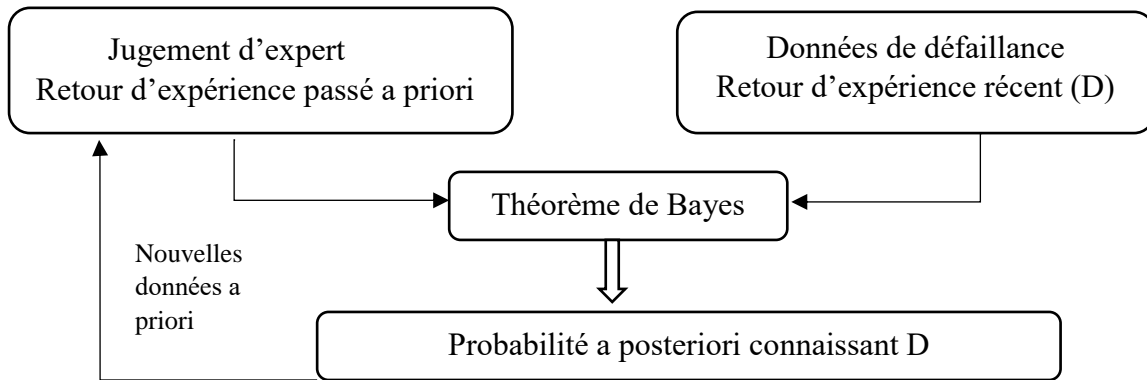 Jugement d’expert
Retour d’expérience passé a priori
Données de défaillance
Retour d’expérience récent (D)
Théorème de Bayes
Nouvelles
données a
priori
Probabilité a posteriori connaissant D